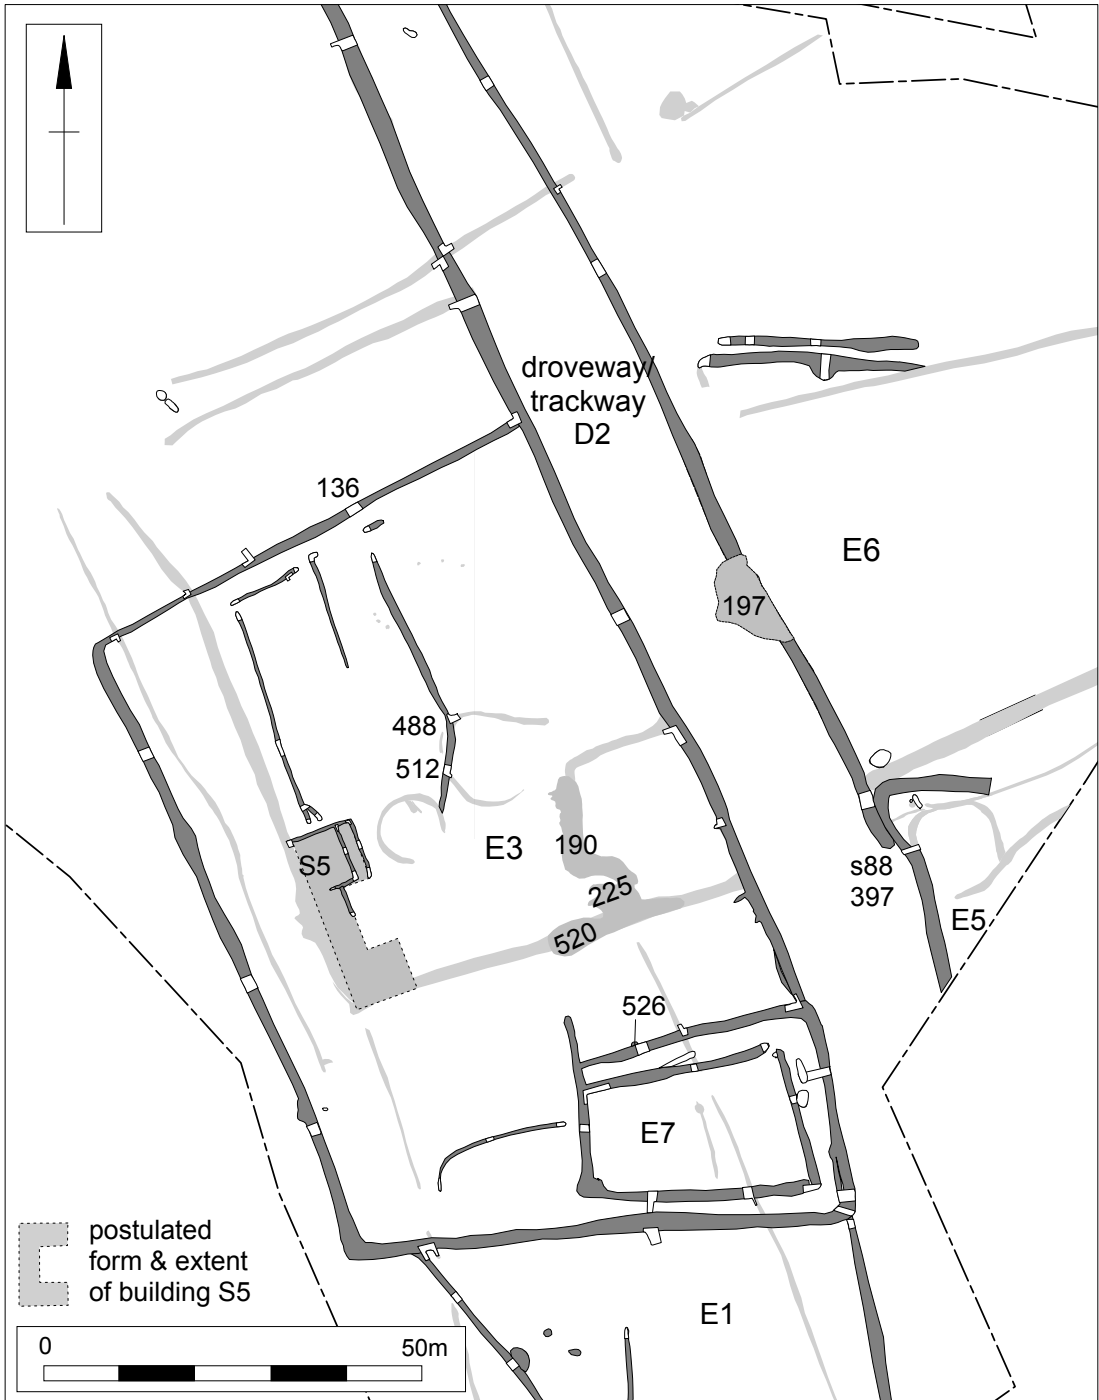 droveway/
trackway
D2
136
E6
197
488
512
E3
190
S5
225
s88
397
520
E5
526
E7
postulated
form & extent
of building S5
E1
0
50m